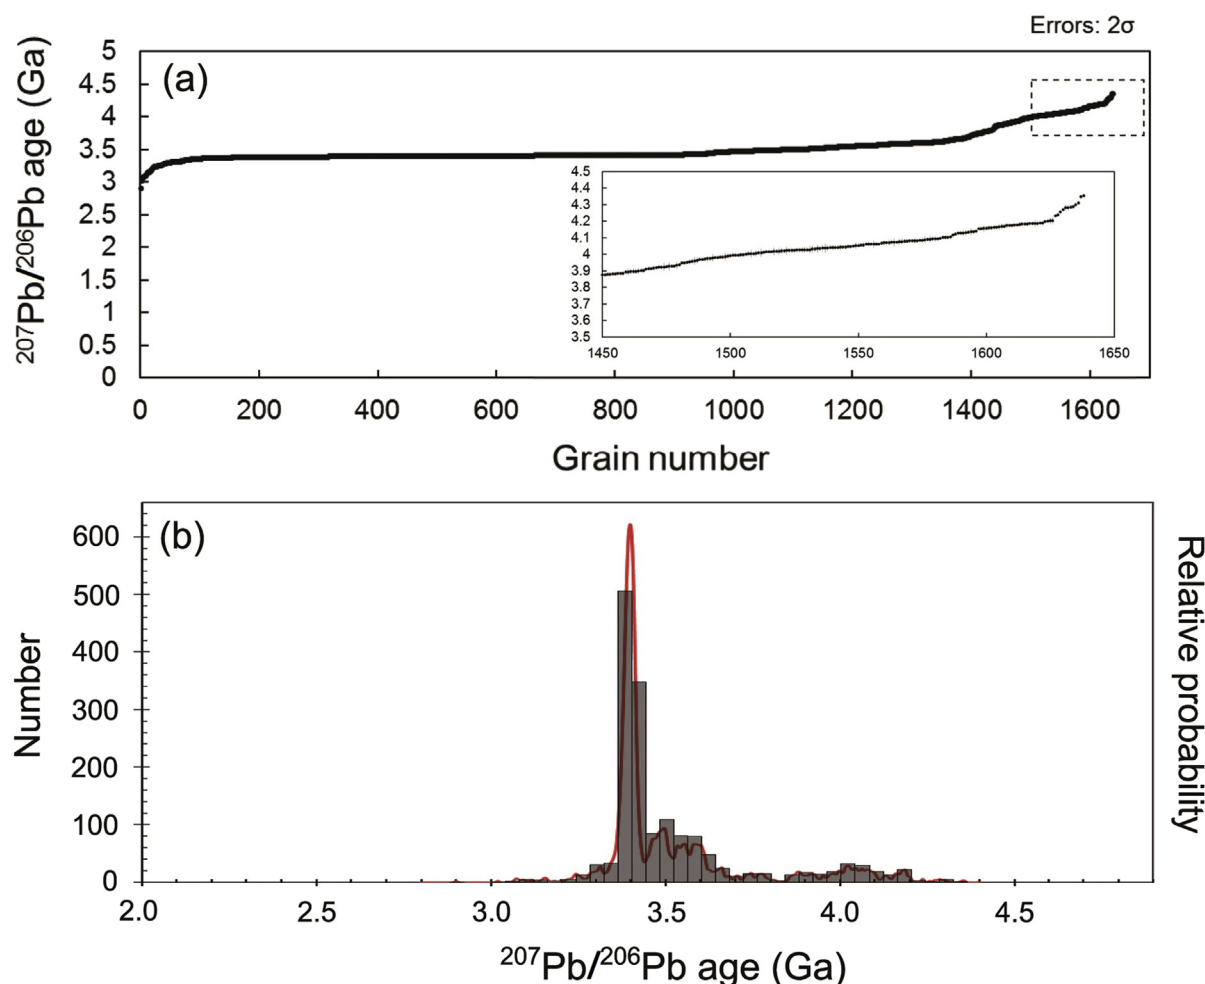 Errors: 2σ
(a)
²⁰⁷Pb/²⁰⁶Pb age (Ga)
5
4.5
4
3.5
3
2.5
2
1.5
1
0.5
0
4.5
4.4
4.3
4.2
4.1
4
3.9
3.8
3.7
3.6
3.5
1450 1500 1550 1600 1650
0 200 400 600 800 1000 1200 1400 1600
Grain number
(b)
Number
600
500
400
300
200
100
0
Relative probability
2.0 2.5 3.0 3.5 4.0 4.5
²⁰⁷Pb/²⁰⁶Pb age (Ga)